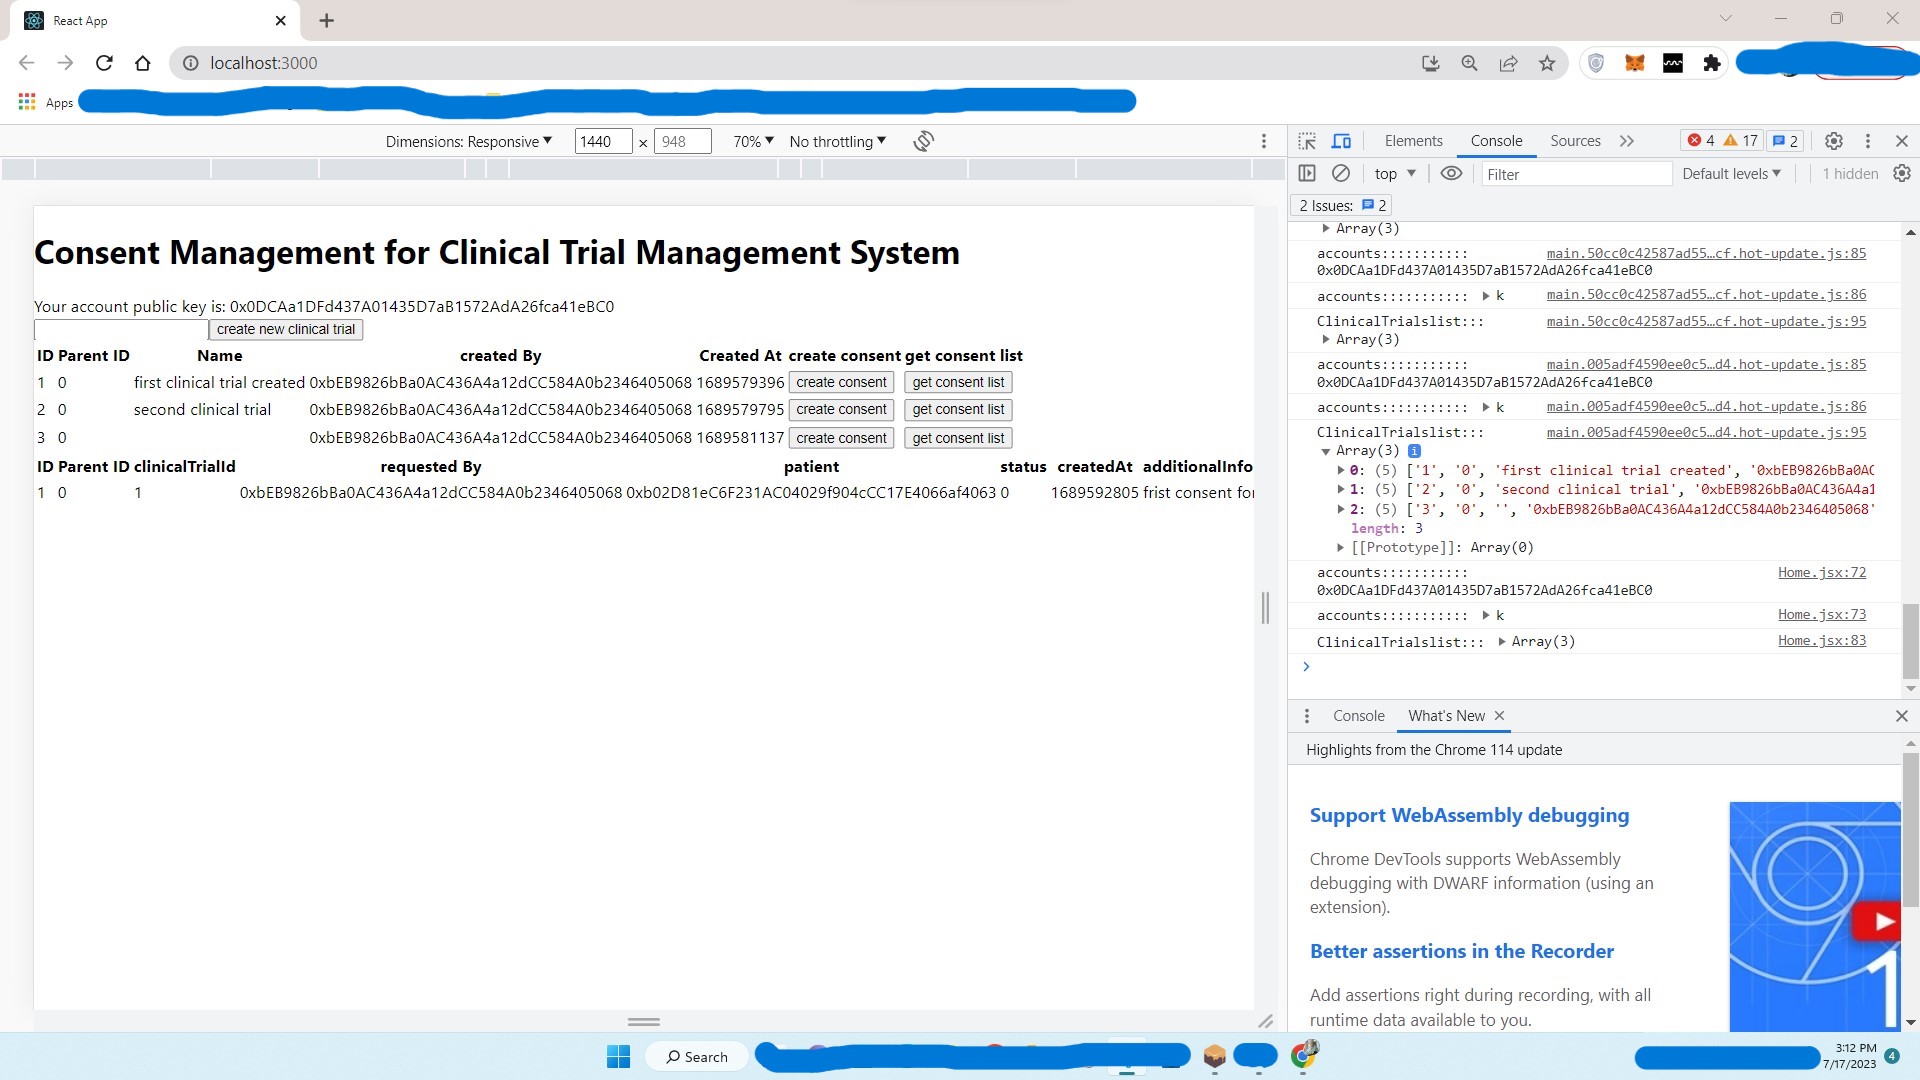 React App
localhost:3000
Apps
Dimensions: Responsive 1440 × 948 70% No throttling
Elements Console Sources 4 17 2
top Filter Default levels 1 hidden
2 Issues: 2
Consent Management for Clinical Trial Management System
Your account public key is: 0x0DCAa1DFd437A01435D7aB1572AdA26fca41eBC0
create new clinical trial
ID Parent ID Name created By Created At create consent get consent list
1 0 first clinical trial created 0xbEB9826bBa0AC436A4a12dCC584A0b2346405068 1689579396 create consent get consent list
2 0 second clinical trial 0xbEB9826bBa0AC436A4a12dCC584A0b2346405068 1689579795 create consent get consent list
3 0 0xbEB9826bBa0AC436A4a12dCC584A0b2346405068 1689581137 create consent get consent list
ID Parent ID clinicalTrialId requested By patient status createdAt additionalInfo
1 0 1 0xbEB9826bBa0AC436A4a12dCC584A0b2346405068 0xb02D81eC6F231AC04029f904cCC17E4066af4063 0 1689592805 frist consent for
Array(3)
accounts::::::::::: main.50cc0c42587ad55…cf.hot-update.js:85
0x0DCAa1DFd437A01435D7aB1572AdA26fca41eBC0
accounts::::::::::: k main.50cc0c42587ad55…cf.hot-update.js:86
ClinicalTrialslist::: main.50cc0c42587ad55…cf.hot-update.js:95
Array(3)
accounts::::::::::: main.005adf4590ee0c5…d4.hot-update.js:85
0x0DCAa1DFd437A01435D7aB1572AdA26fca41eBC0
accounts::::::::::: k main.005adf4590ee0c5…d4.hot-update.js:86
ClinicalTrialslist::: main.005adf4590ee0c5…d4.hot-update.js:95
Array(3) i
0: (5) ['1', '0', 'first clinical trial created', '0xbEB9826bBa0AC
1: (5) ['2', '0', 'second clinical trial', '0xbEB9826bBa0AC436A4a1
2: (5) ['3', '0', '', '0xbEB9826bBa0AC436A4a12dCC584A0b2346405068'
length: 3
[[Prototype]]: Array(0)
accounts::::::::::: Home.jsx:72
0x0DCAa1DFd437A01435D7aB1572AdA26fca41eBC0
accounts::::::::::: k Home.jsx:73
ClinicalTrialslist::: Array(3) Home.jsx:83
Console What's New
Highlights from the Chrome 114 update
Support WebAssembly debugging
Chrome DevTools supports WebAssembly
debugging with DWARF information (using an
extension).
Better assertions in the Recorder
Add assertions right during recording, with all
runtime data available to you.
Search
3:12 PM
7/17/2023
4